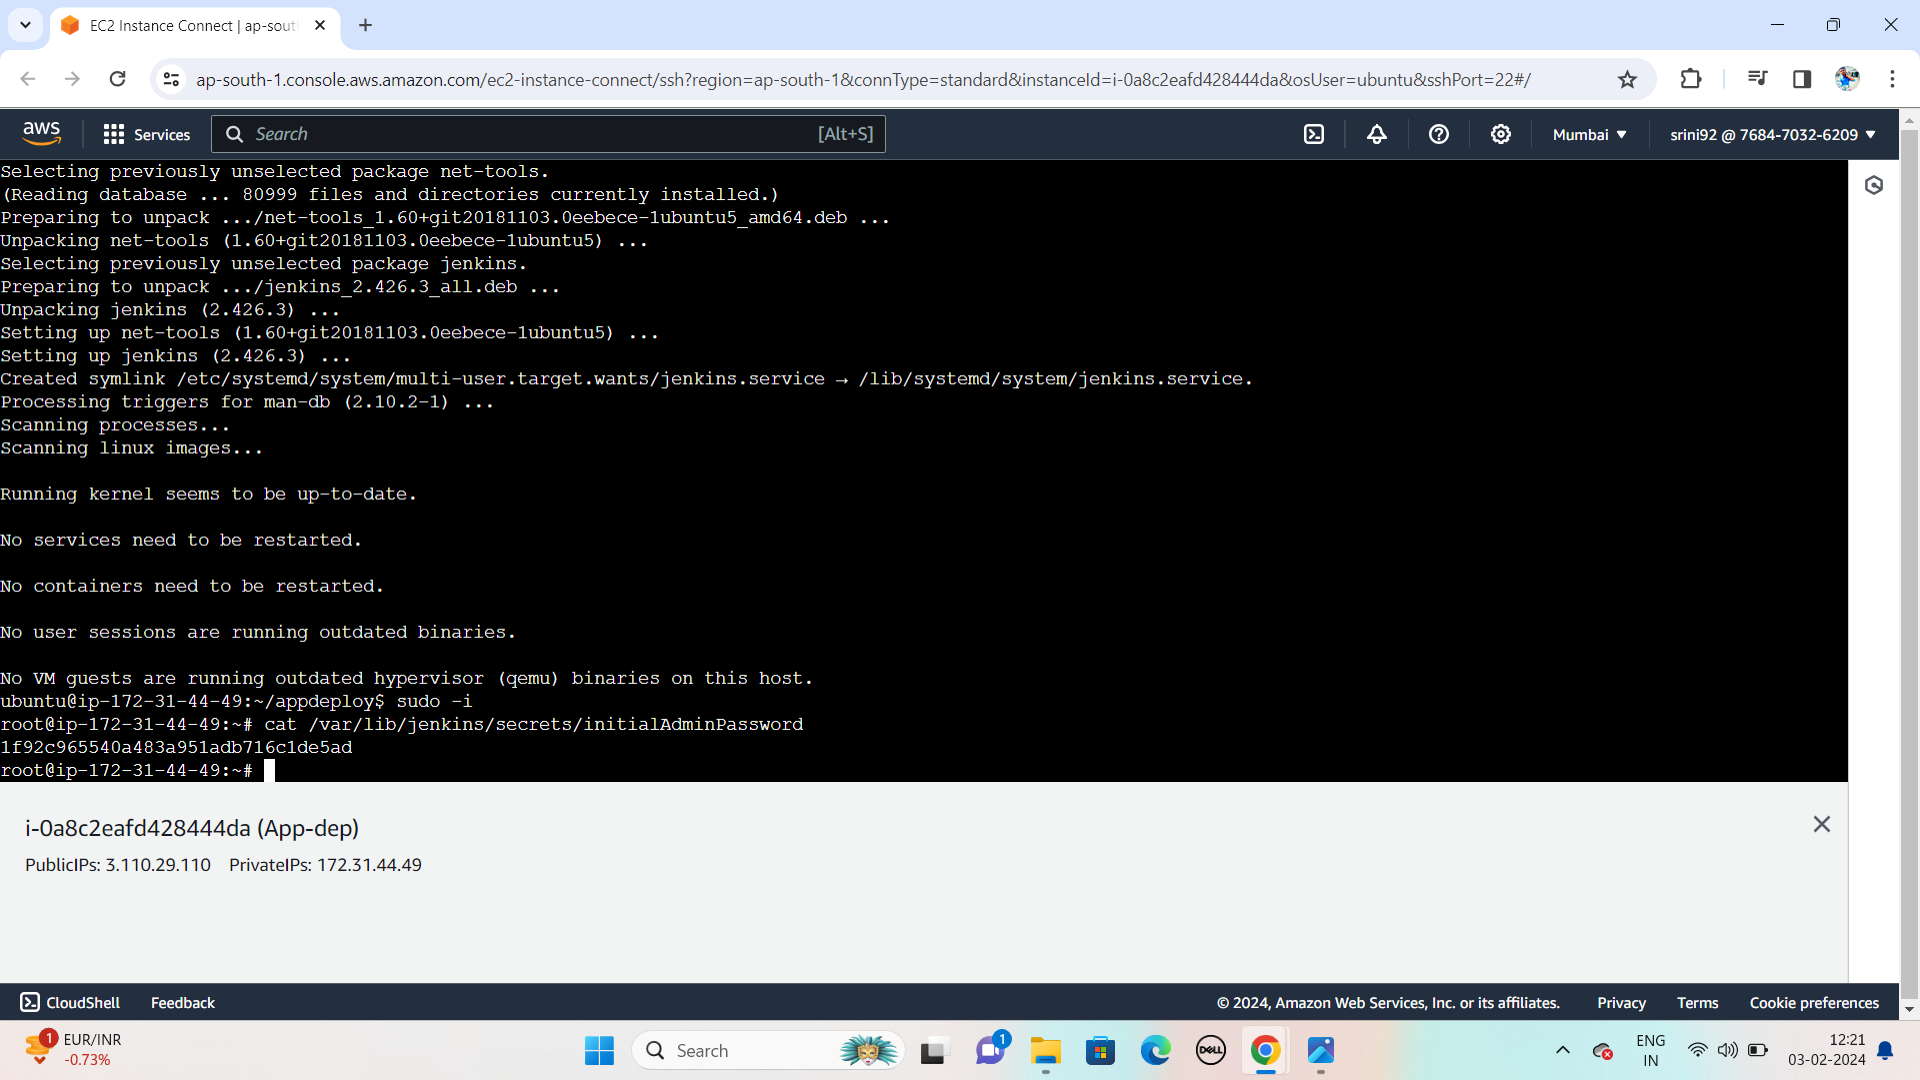 EC2 Instance Connect | ap-sout
ap-south-1.console.aws.amazon.com/ec2-instance-connect/ssh?region=ap-south-1&connType=standard&instanceId=i-0a8c2eafd428444da&osUser=ubuntu&sshPort=22#/
aws Services Search [Alt+S] Mumbai srini92 @ 7684-7032-6209
Selecting previously unselected package net-tools.
(Reading database ... 80999 files and directories currently installed.)
Preparing to unpack .../net-tools_1.60+git20181103.0eebece-1ubuntu5_amd64.deb ...
Unpacking net-tools (1.60+git20181103.0eebece-1ubuntu5) ...
Selecting previously unselected package jenkins.
Preparing to unpack .../jenkins_2.426.3_all.deb ...
Unpacking jenkins (2.426.3) ...
Setting up net-tools (1.60+git20181103.0eebece-1ubuntu5) ...
Setting up jenkins (2.426.3) ...
Created symlink /etc/systemd/system/multi-user.target.wants/jenkins.service → /lib/systemd/system/jenkins.service.
Processing triggers for man-db (2.10.2-1) ...
Scanning processes...
Scanning linux images...
Running kernel seems to be up-to-date.
No services need to be restarted.
No containers need to be restarted.
No user sessions are running outdated binaries.
No VM guests are running outdated hypervisor (qemu) binaries on this host.
ubuntu@ip-172-31-44-49:~/appdeploy$ sudo -i
root@ip-172-31-44-49:~# cat /var/lib/jenkins/secrets/initialAdminPassword
1f92c965540a483a951adb716c1de5ad
root@ip-172-31-44-49:~#
i-0a8c2eafd428444da (App-dep)
PublicIPs: 3.110.29.110 PrivateIPs: 172.31.44.49
CloudShell Feedback © 2024, Amazon Web Services, Inc. or its affiliates. Privacy Terms Cookie preferences
1 EUR/INR
-0.73%
Search
1
DELL
ENG
IN
12:21
03-02-2024